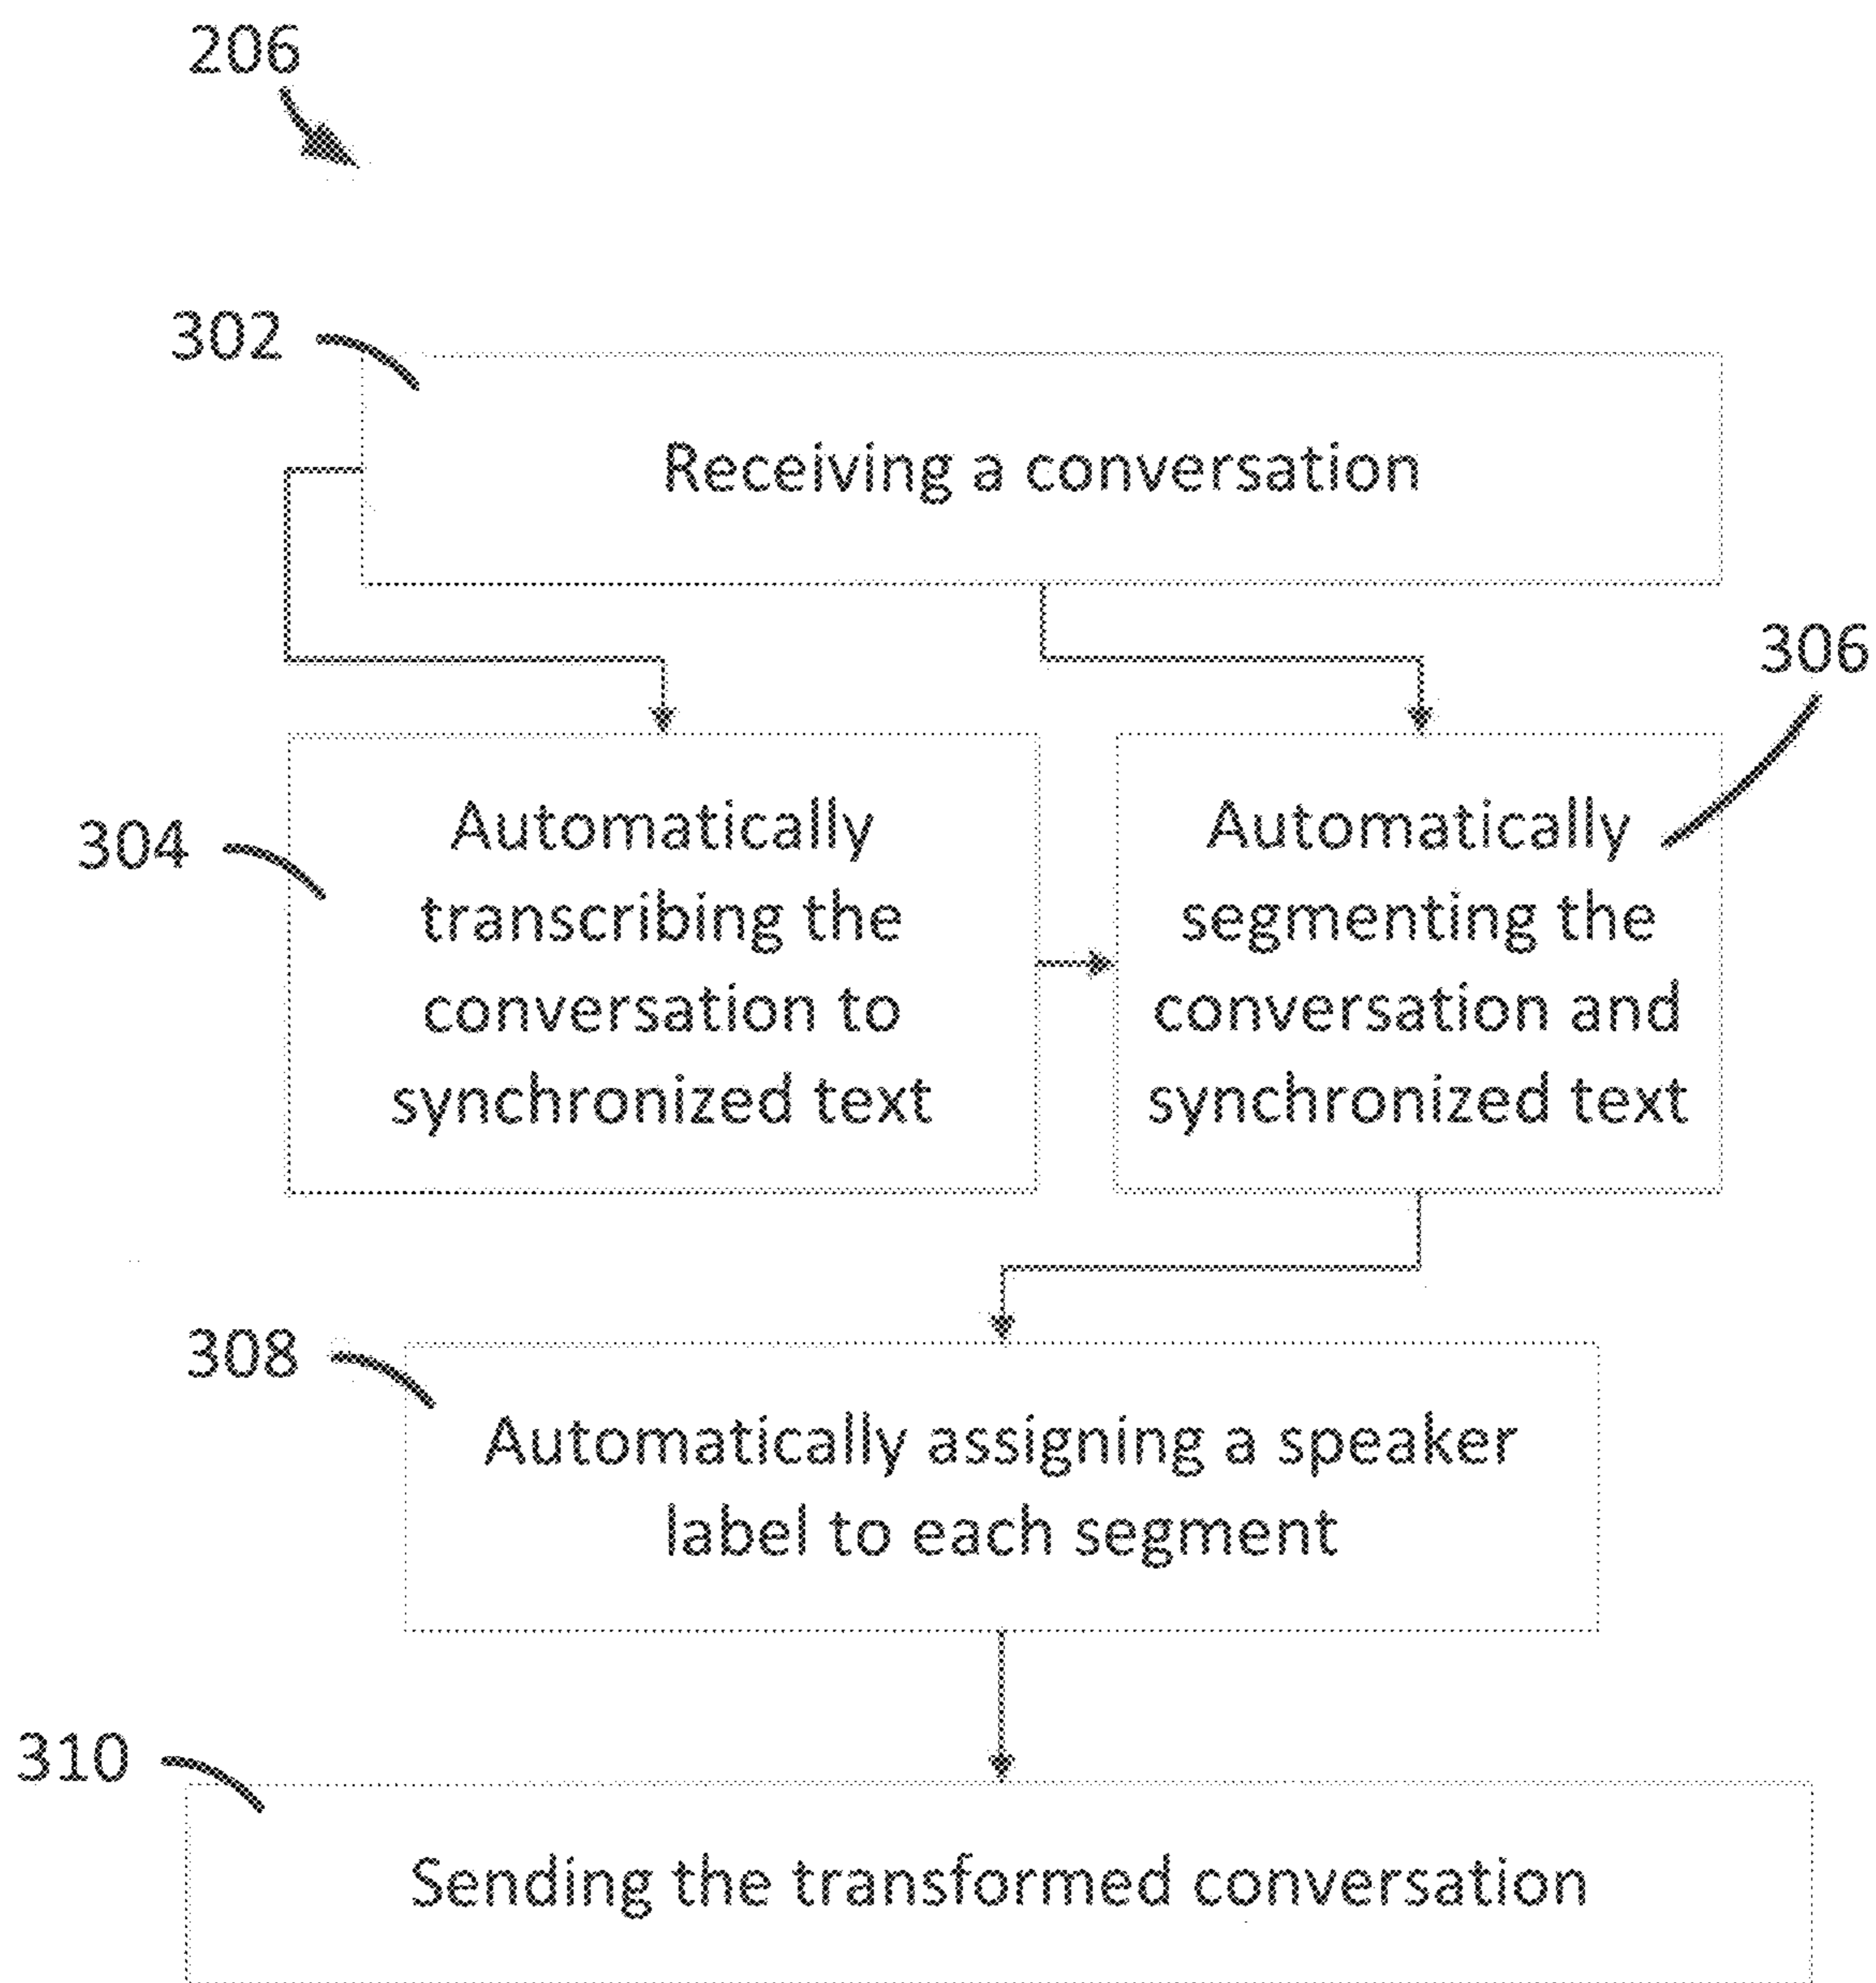 206
302
Receiving a conversation
306
304
Automatically
transcribing the
conversation to
synchronized text
Automatically
segmenting the
conversation and
synchronized text
308
Automatically assigning a speaker
label to each segment
310
Sending the transformed conversation